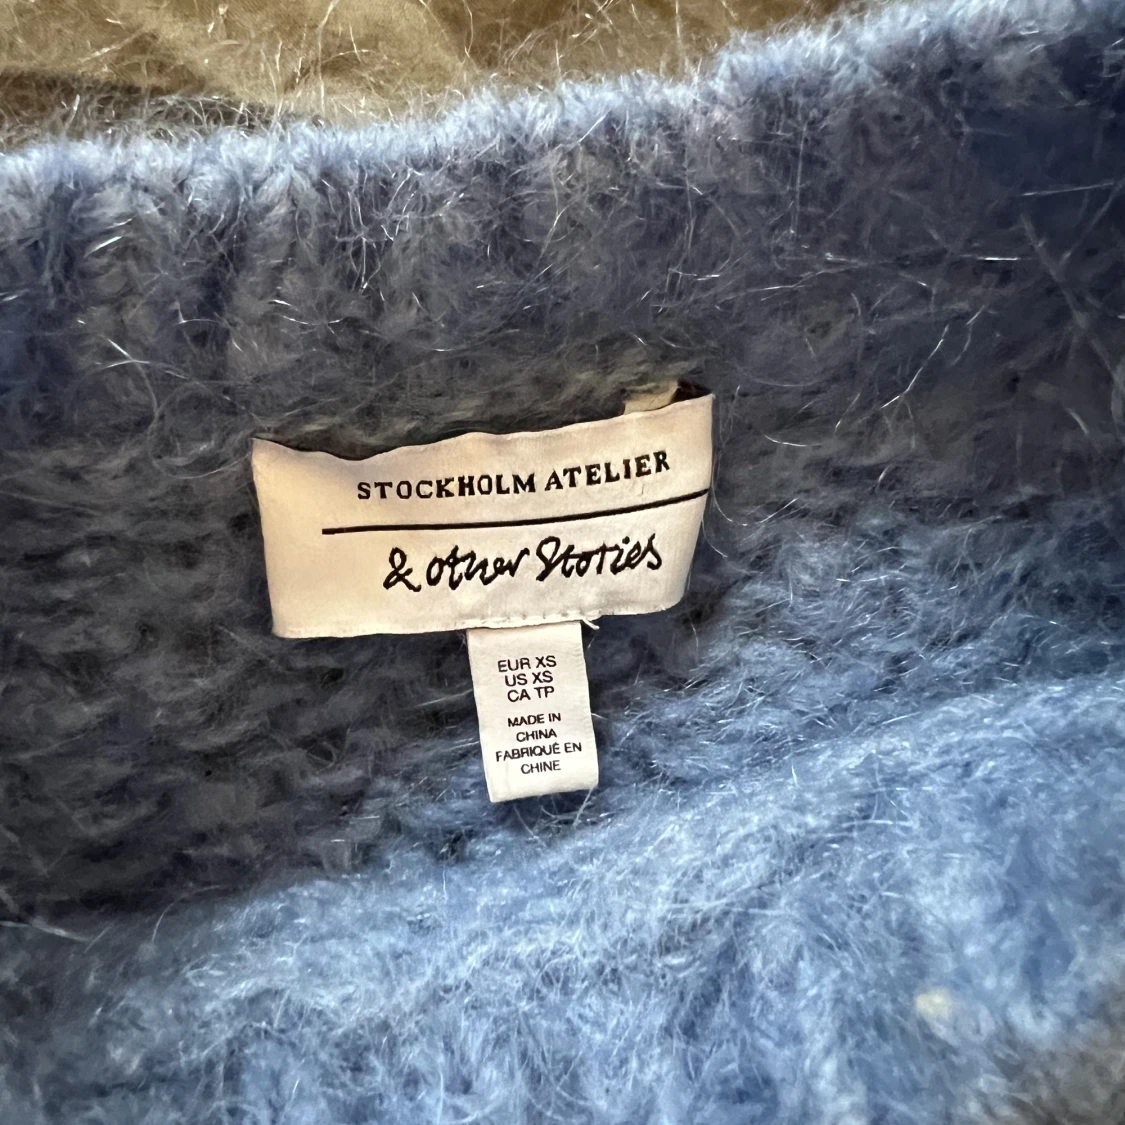 STOCKHOLM ATELIER
& other Stories
EUR XS
US XS
CA TP
MADE IN
CHINA
FABRIQUÉ EN
CHINE